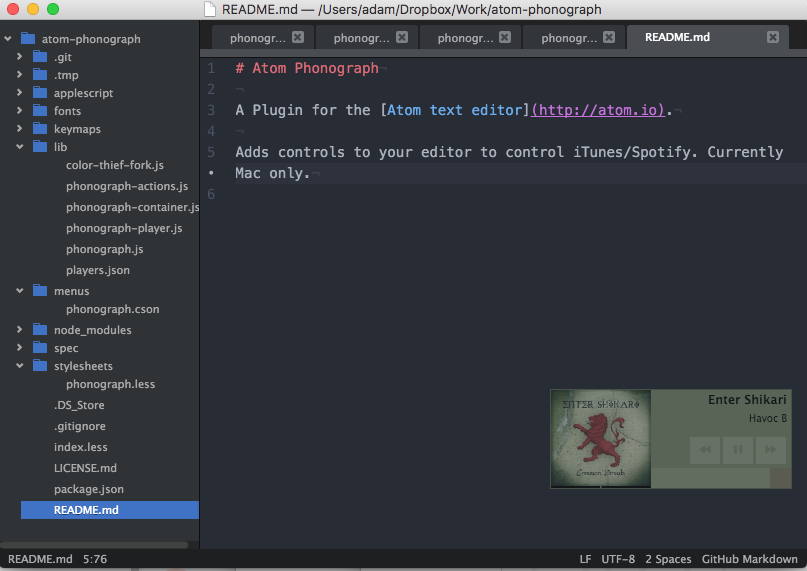 README.md — /Users/adam/Dropbox/Work/atom-phonograph
atom-phonograph
.git
.tmp
applescript
fonts
keymaps
lib
color-thief-fork.js
phonograph-actions.js
phonograph-container.js
phonograph-player.js
phonograph.js
players.json
menus
phonograph.cson
node_modules
spec
stylesheets
phonograph.less
.DS_Store
.gitignore
index.less
LICENSE.md
package.json
README.md
phonogr... phonogr... phonogr... phonogr... README.md
1 # Atom Phonograph¬
2 ¬
3 A Plugin for the [Atom text editor](http://atom.io).¬
4 ¬
5 Adds controls to your editor to control iTunes/Spotify. Currently
• Mac only.¬
6
ENTER SHIKARI
Common Dreads
Enter Shikari
Havoc B
README.md 5:76 LF UTF-8 2 Spaces GitHub Markdown